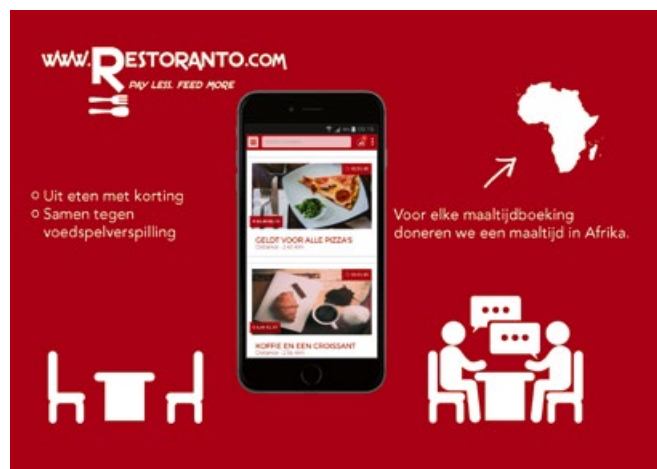 www.RESTORANTO.COM
PAY LESS. FEED MORE
Uit eten met korting
Samen tegen
voedspelverspilling
GELDT VOOR ALLE PIZZA'S
KOFFIE EN EEN CROISSANT
Voor elke maaltijdboeking
doneren we een maaltijd in Afrika.